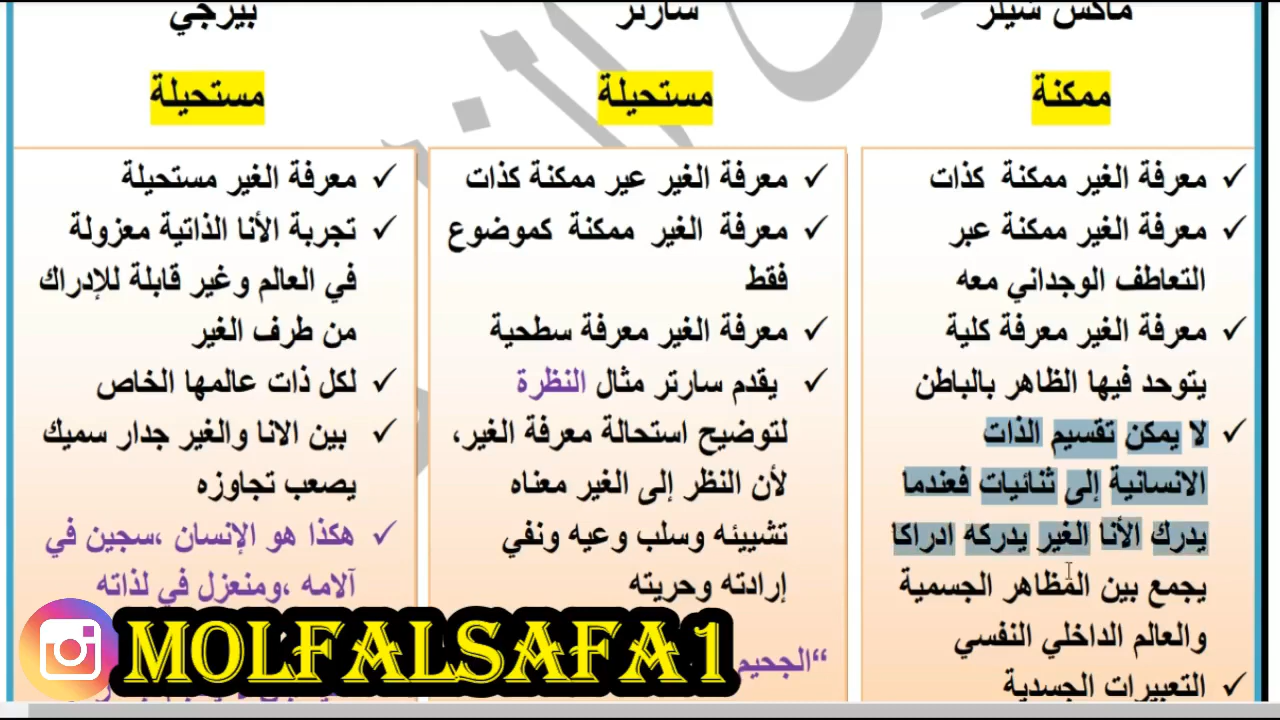 ماكس شيلر
ممكنة
معرفة الغير ممكنة كذات
معرفة الغير ممكنة عبر
التعاطف الوجداني معه
معرفة الغير معرفة كلية
يتوحد فيها الظاهر بالباطن
لا يمكن تقسيم الذات
الانسانية إلى ثنائيات فعندما
يدرك الأنا الغير يدركه ادراكا
يجمع بين المظاهر الجسمية
والعالم الداخلي النفسي
التعبيرات الجسدية
سارتر
مستحيلة
معرفة الغير عير ممكنة كذات
معرفة الغير ممكنة كموضوع
فقط
معرفة الغير معرفة سطحية
يقدم سارتر مثال النظرة
لتوضيح استحالة معرفة الغير،
لأن النظر إلى الغير معناه
تشييئه وسلب وعيه ونفي
إرادته وحريته
“الجحيم
بيرجي
مستحيلة
معرفة الغير مستحيلة
تجربة الأنا الذاتية معزولة
في العالم وغير قابلة للإدراك
من طرف الغير
لكل ذات عالمها الخاص
بين الانا والغير جدار سميك
يصعب تجاوزه
هكذا هو الإنسان ،سجين في
آلامه ،ومنعزل في لذاته
MOLFALSAFA1